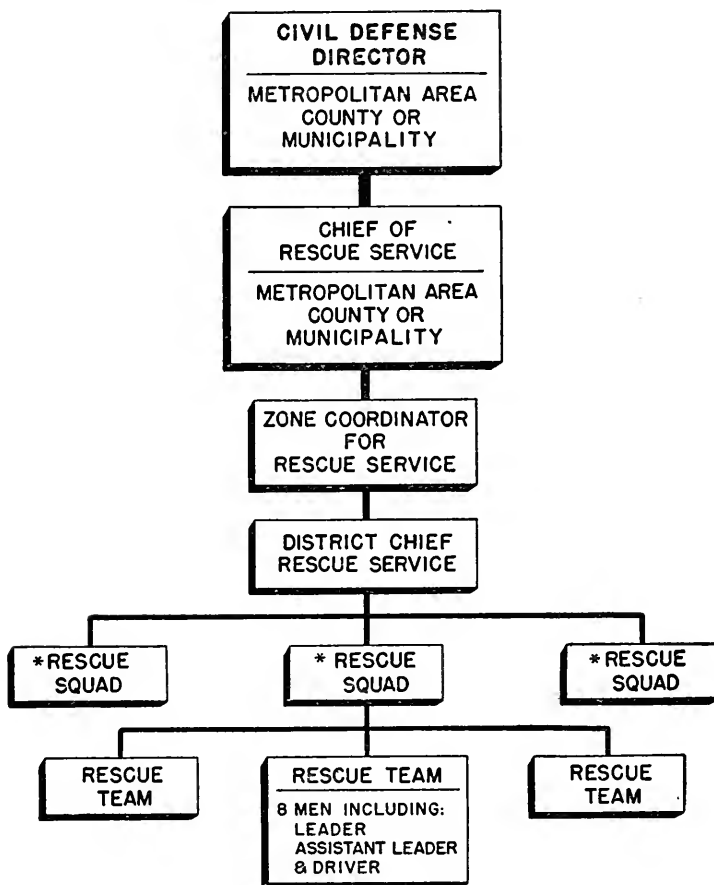 CIVIL DEFENSE
DIRECTOR
METROPOLITAN AREA
COUNTY OR
MUNICIPALITY
CHIEF OF
RESCUE SERVICE
METROPOLITAN AREA
COUNTY OR
MUNICIPALITY
ZONE COORDINATOR
FOR
RESCUE SERVICE
DISTRICT CHIEF
RESCUE SERVICE
*RESCUE
SQUAD
* RESCUE
SQUAD
* RESCUE
SQUAD
RESCUE
TEAM
RESCUE TEAM
8 MEN INCLUDING:
LEADER
ASSISTANT LEADER
& DRIVER
RESCUE
TEAM